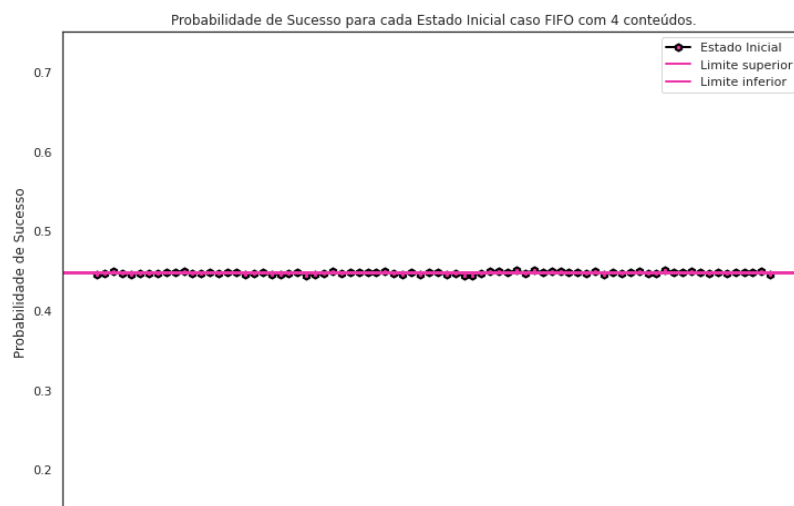 Probabilidade de Sucesso para cada Estado Inicial caso FIFO com 4 conteúdos.
Estado Inicial
Limite superior
Limite inferior
0.7
0.6
0.5
0.4
0.3
0.2
Probabilidade de Sucesso